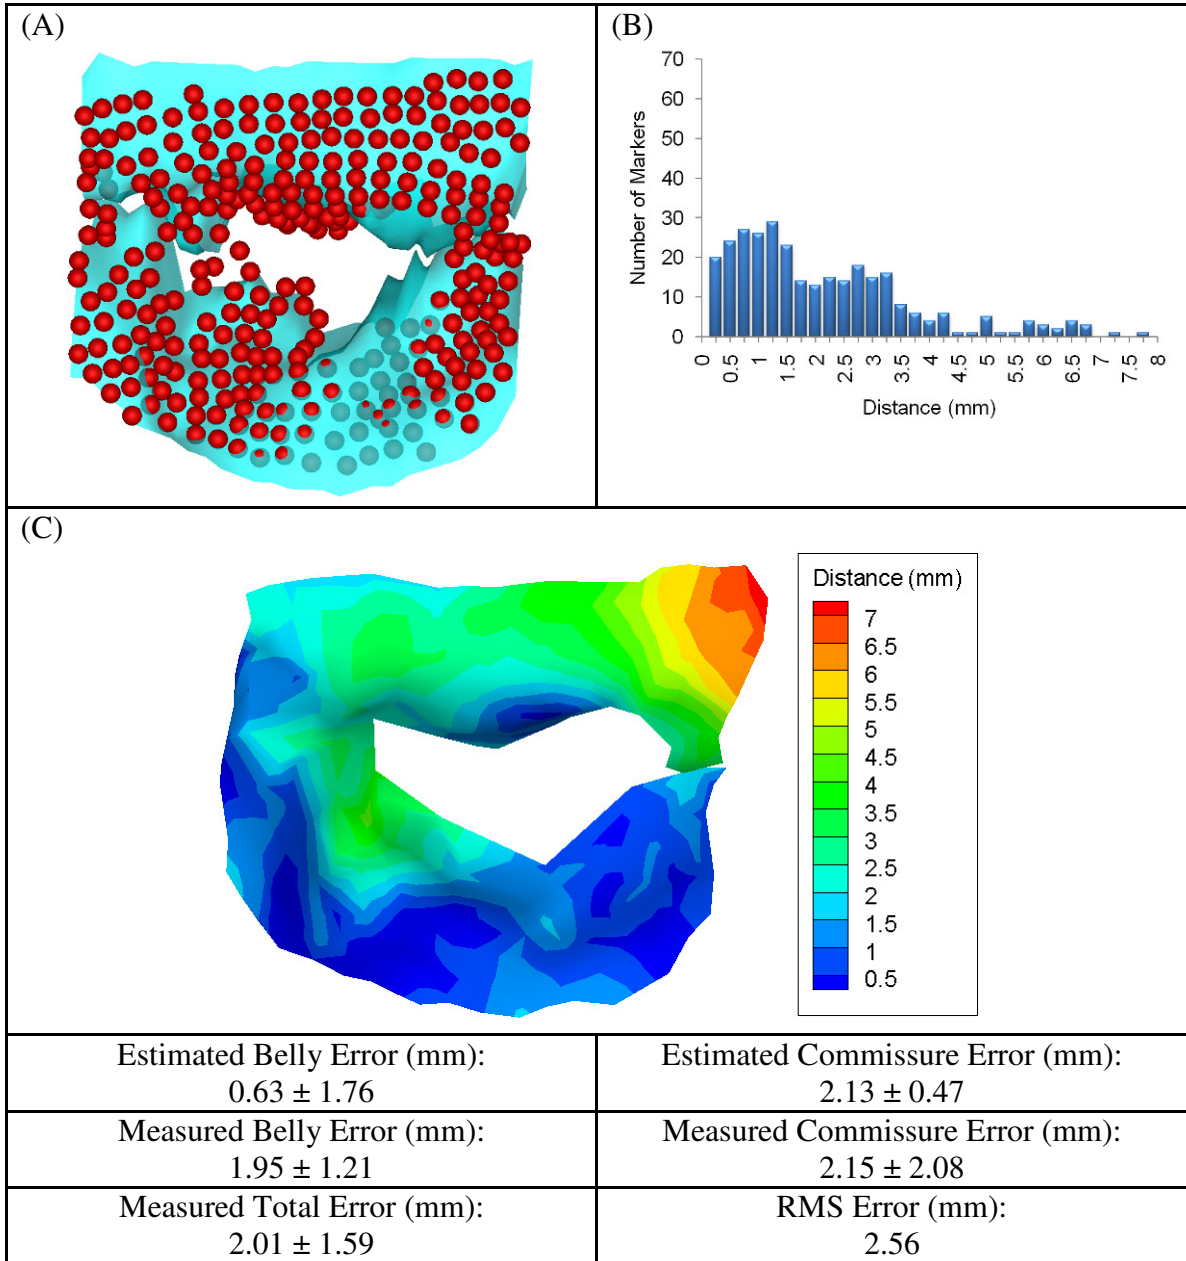 (A)
(B)
70
60
50
40
30
20
10
0
Number of Markers
0 0.5 1 1.5 2 2.5 3 3.5 4 4.5 5 5.5 6 6.5 7 7.5 8
Distance (mm)
(C)
Distance (mm)
7
6.5
6
5.5
5
4.5
4
3.5
3
2.5
2
1.5
1
0.5
Estimated Belly Error (mm):
0.63 ± 1.76
Estimated Commissure Error (mm):
2.13 ± 0.47
Measured Belly Error (mm):
1.95 ± 1.21
Measured Commissure Error (mm):
2.15 ± 2.08
Measured Total Error (mm):
2.01 ± 1.59
RMS Error (mm):
2.56